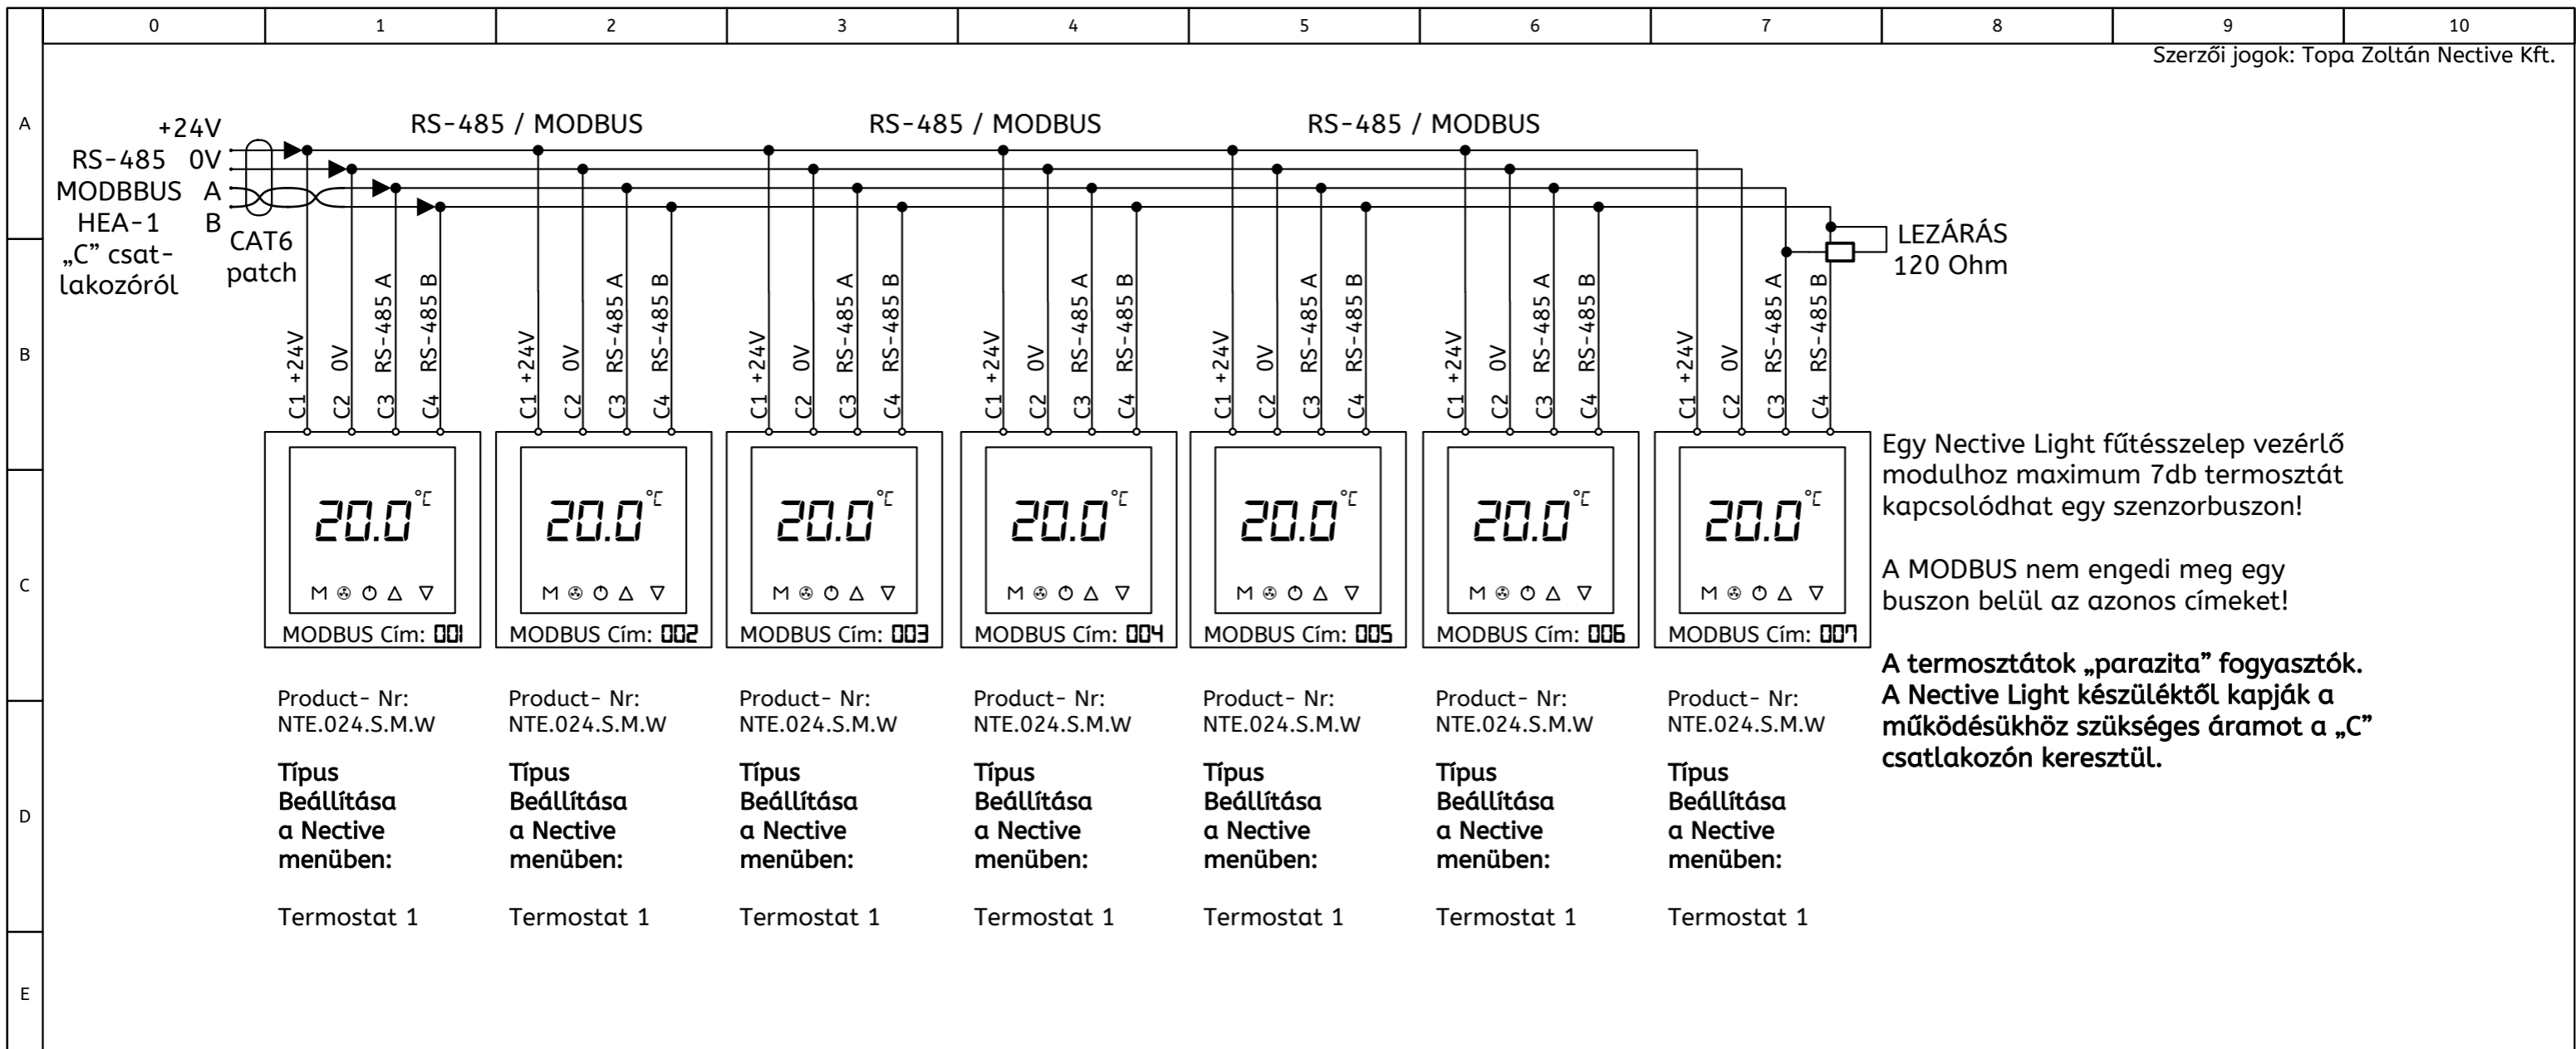 0 1 2 3 4 5 6 7 8 9 10
Szerzői jogok: Topa Zoltán Nective Kft.
A
B
C
D
E
+24V
RS-485 0V
MODBBUS A
HEA-1 B
„C” csat-
lakozóról
CAT6
patch
RS-485 / MODBUS
RS-485 / MODBUS
RS-485 / MODBUS
LEZÁRÁS
120 Ohm
C1 +24V
C2 0V
C3 RS-485 A
C4 RS-485 B
C1 +24V
C2 0V
C3 RS-485 A
C4 RS-485 B
C1 +24V
C2 0V
C3 RS-485 A
C4 RS-485 B
C1 +24V
C2 0V
C3 RS-485 A
C4 RS-485 B
C1 +24V
C2 0V
C3 RS-485 A
C4 RS-485 B
C1 +24V
C2 0V
C3 RS-485 A
C4 RS-485 B
C1 +24V
C2 0V
C3 RS-485 A
C4 RS-485 B
20.0 °C
M
MODBUS Cím: 001
20.0 °C
M
MODBUS Cím: 002
20.0 °C
M
MODBUS Cím: 003
20.0 °C
M
MODBUS Cím: 004
20.0 °C
M
MODBUS Cím: 005
20.0 °C
M
MODBUS Cím: 006
20.0 °C
M
MODBUS Cím: 007
Product- Nr:
NTE.024.S.M.W
Típus
Beállítása
a Nective
menüben:
Termostat 1
Product- Nr:
NTE.024.S.M.W
Típus
Beállítása
a Nective
menüben:
Termostat 1
Product- Nr:
NTE.024.S.M.W
Típus
Beállítása
a Nective
menüben:
Termostat 1
Product- Nr:
NTE.024.S.M.W
Típus
Beállítása
a Nective
menüben:
Termostat 1
Product- Nr:
NTE.024.S.M.W
Típus
Beállítása
a Nective
menüben:
Termostat 1
Product- Nr:
NTE.024.S.M.W
Típus
Beállítása
a Nective
menüben:
Termostat 1
Product- Nr:
NTE.024.S.M.W
Típus
Beállítása
a Nective
menüben:
Termostat 1
Egy Nective Light fűtésszelep vezérlő
modulhoz maximum 7db termosztát
kapcsolódhat egy szenzorbuszon!
A MODBUS nem engedi meg egy
buszon belül az azonos címeket!
A termosztátok „parazita” fogyasztók.
A Nective Light készüléktől kapják a
működésükhöz szükséges áramot a „C”
csatlakozón keresztül.